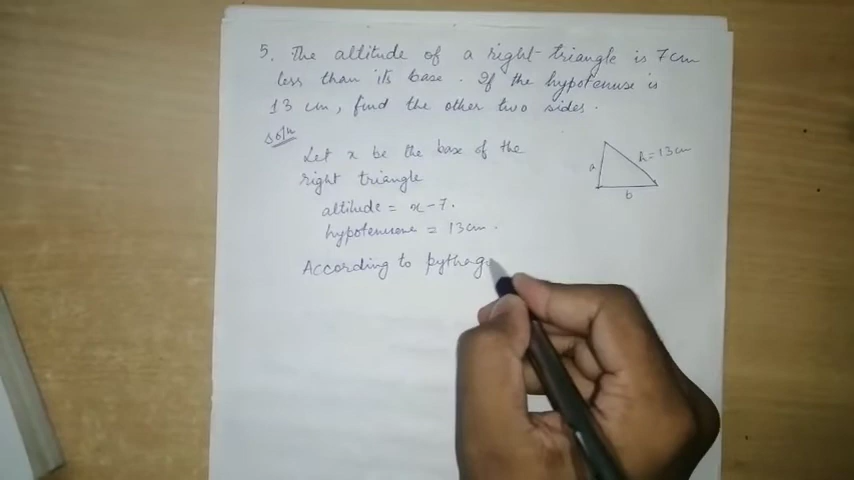 5. The altitude of a right-triangle is 7cm
less than its base. If the hypotenuse is
13 cm, find the other two sides.
Soln
Let x be the base of the
right triangle
altitude = x-7.
hypotenuse = 13cm.
According to pythag
a
h=13cm
b